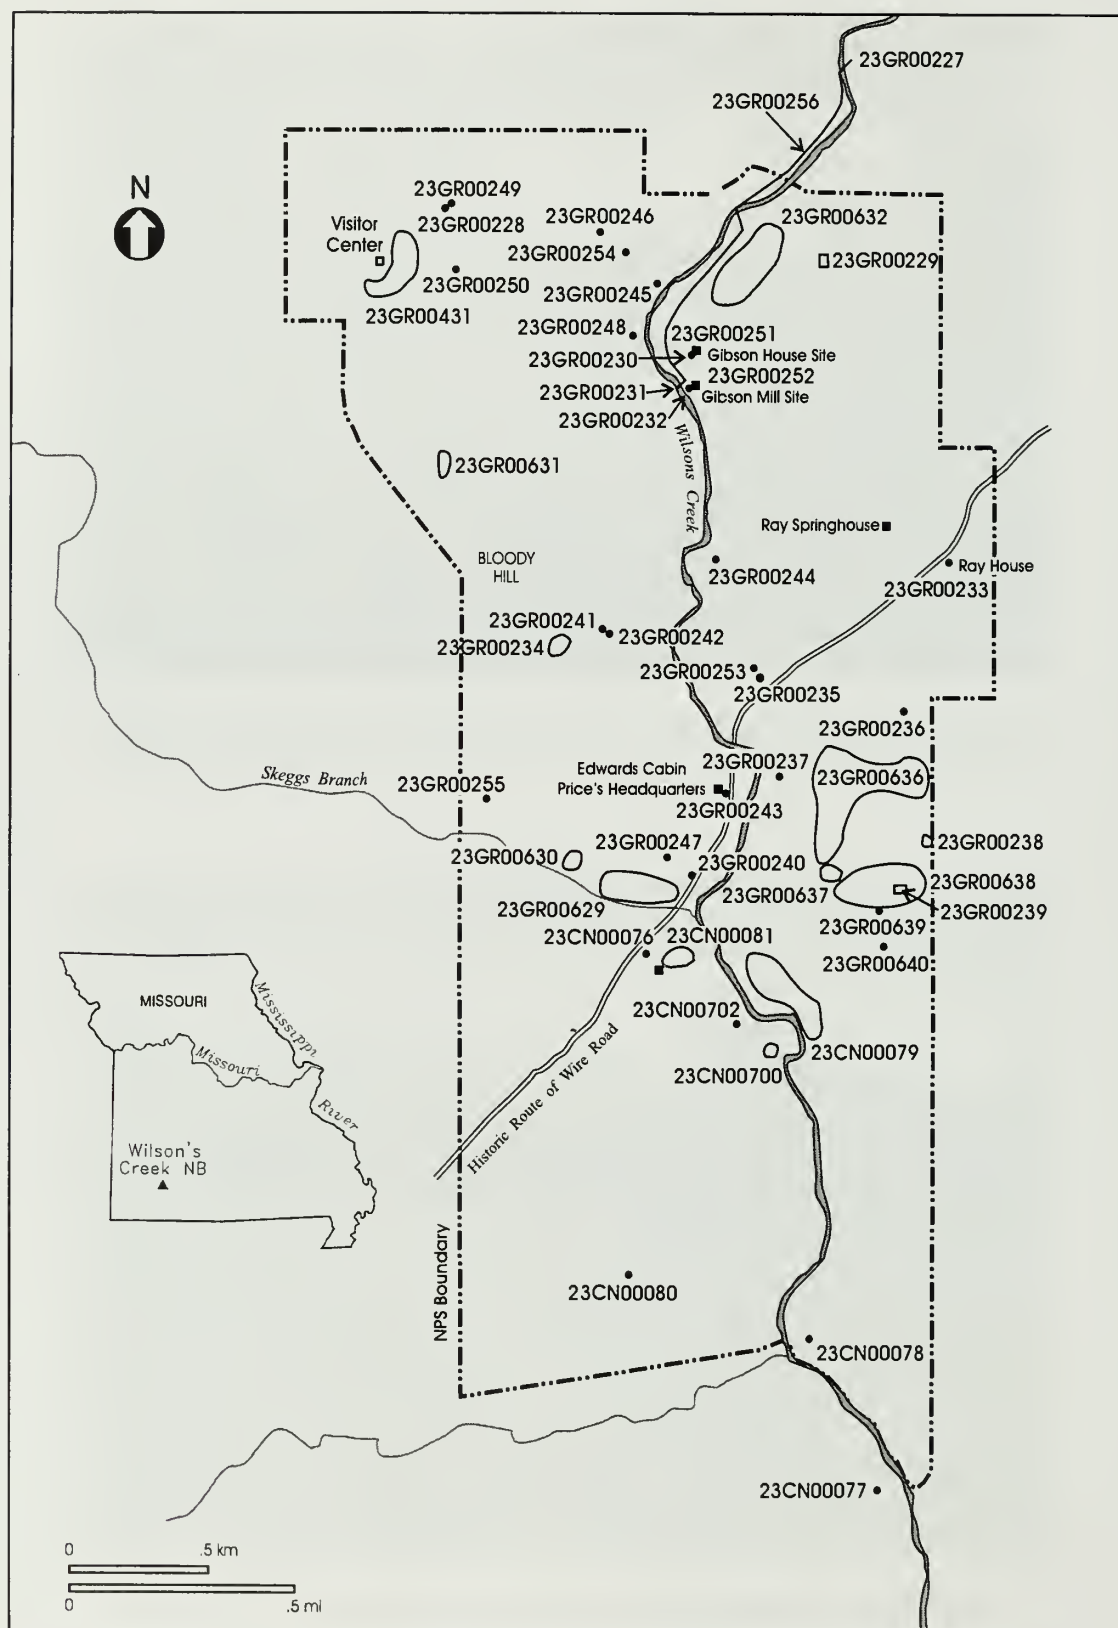 23GR00227
23GR00256
N
23GR00249
23GR00228
23GR00246
23GR00632
Visitor
Center
23GR00254
23GR00229
23GR00250
23GR00245
23GR00431
23GR00248
23GR00251
23GR00230
Gibson House Site
23GR00252
23GR00231
Gibson Mill Site
23GR00232
Wilsons Creek
23GR00631
Ray Springhouse
BLOODY
HILL
23GR00244
Ray House
23GR00233
23GR00241
23GR00242
23GR00234
23GR00253
23GR00235
23GR00236
23GR00237
Edwards Cabin
Price's Headquarters
23GR00636
Skeggs Branch
23GR00255
23GR00243
23GR00247
23GR00238
23GR00630
23GR00240
23GR00638
23GR00637
23GR00629
23GR00239
23GR00639
23CN00076
23CN00081
23GR00640
23CN00702
23CN00079
23CN00700
Historic Route of Wire Road
MISSOURI
Mississippi
Missouri
River
Wilson's
Creek NB
NPS Boundary
23CN00080
23CN00078
23CN00077
0 .5 km
0 .5 mi